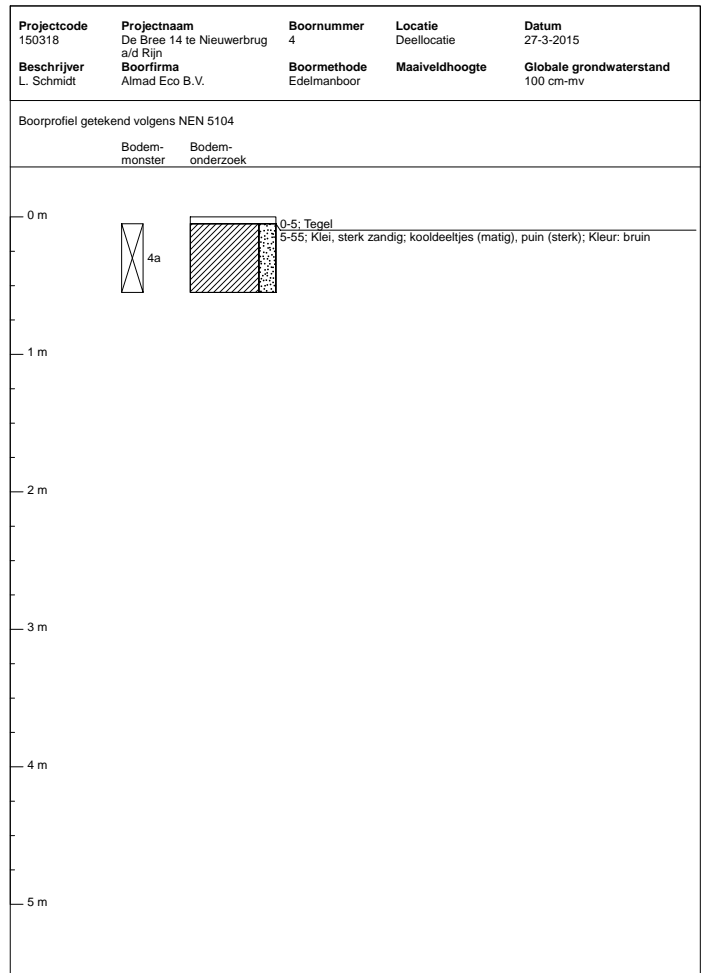 Projectcode Projectnaam Boornummer Locatie Datum
150318 De Bree 14 te Nieuwerbrug 4 Deellocatie 27-3-2015
a/d Rijn
Beschrijver Boorfirma Boormethode Maaiveldhoogte Globale grondwaterstand
L. Schmidt Almad Eco B.V. Edelmanboor 100 cm-mv
Boorprofiel getekend volgens NEN 5104
Bodem- Bodem-
monster onderzoek
0 m
0-5; Tegel
5-55; Klei, sterk zandig; kooldeeltjes (matig), puin (sterk); Kleur: bruin
4a
1 m
2 m
3 m
4 m
5 m